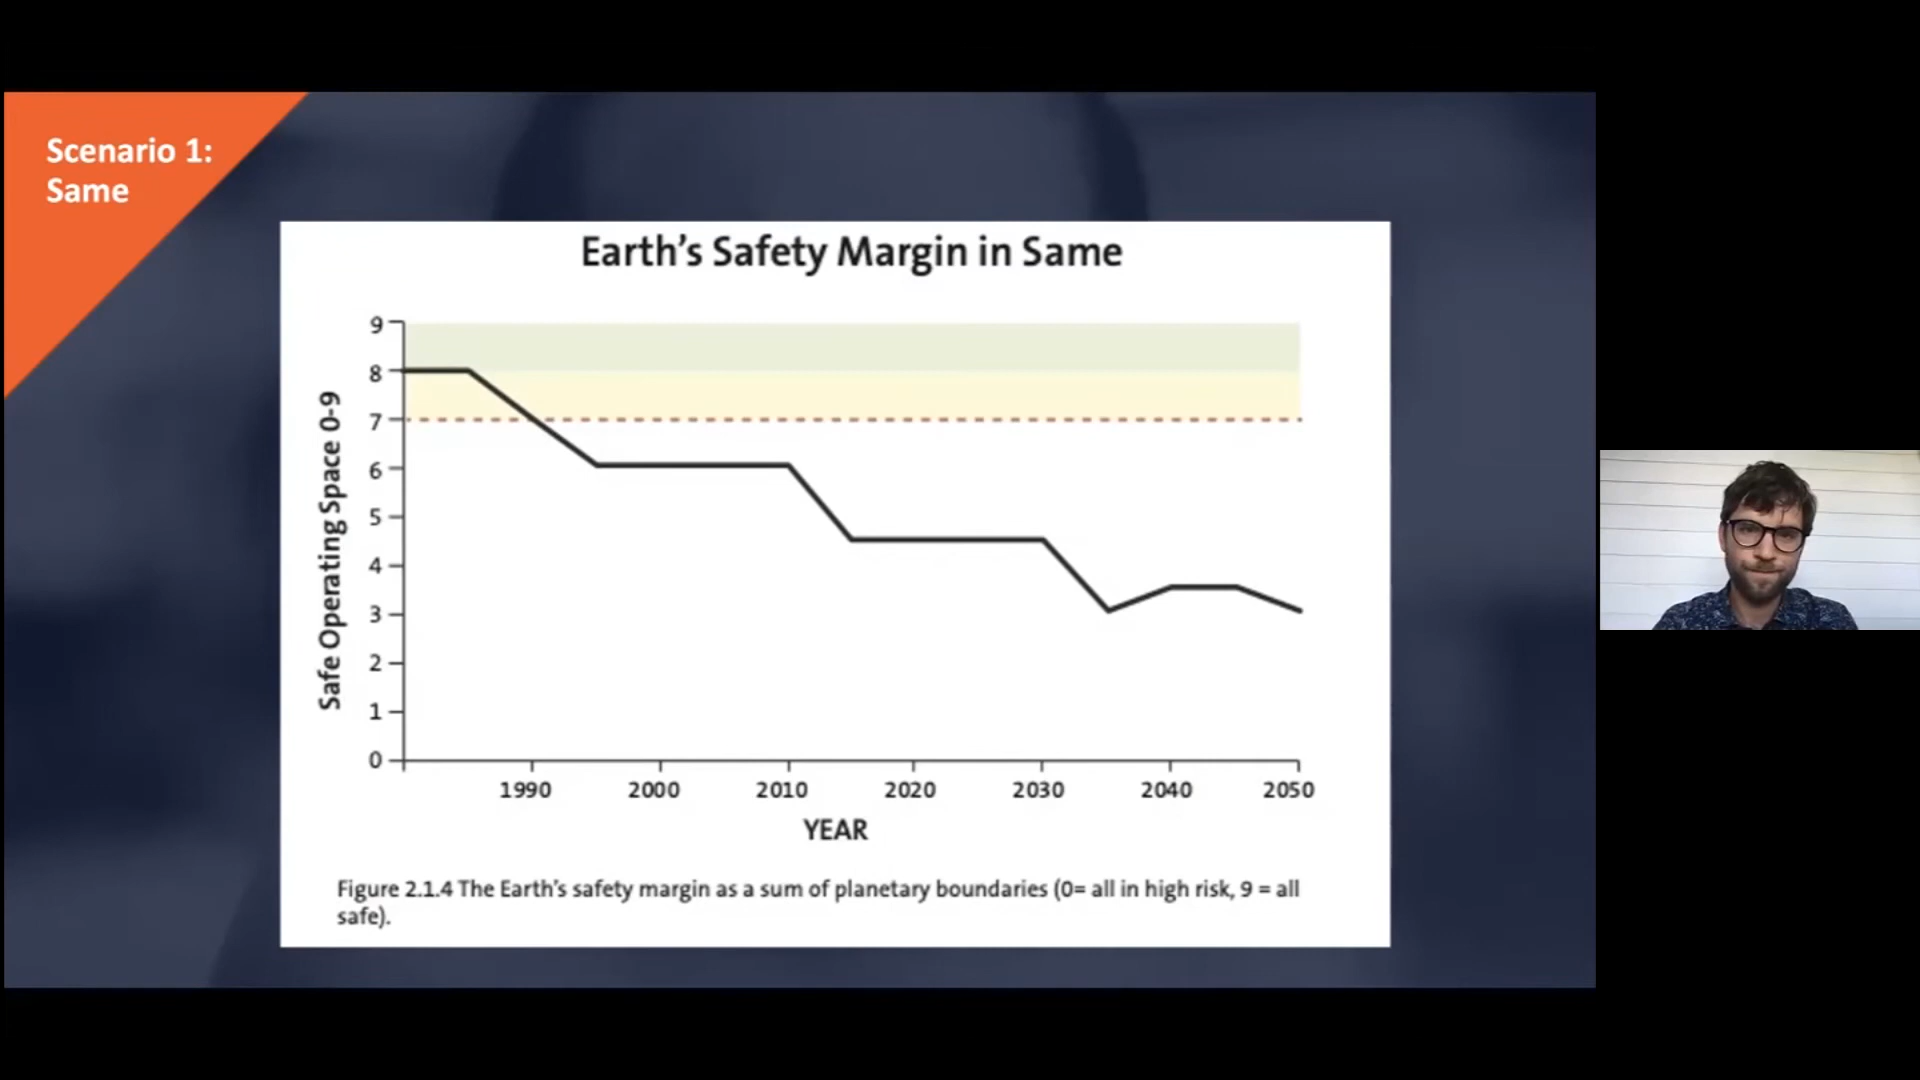 Scenario 1:
Same
Earth's Safety Margin in Same
Safe Operating Space 0-9
9
8
7
6
5
4
3
2
1
0
1990 2000 2010 2020 2030 2040 2050
YEAR
Figure 2.1.4 The Earth's safety margin as a sum of planetary boundaries (0= all in high risk, 9 = all
safe).